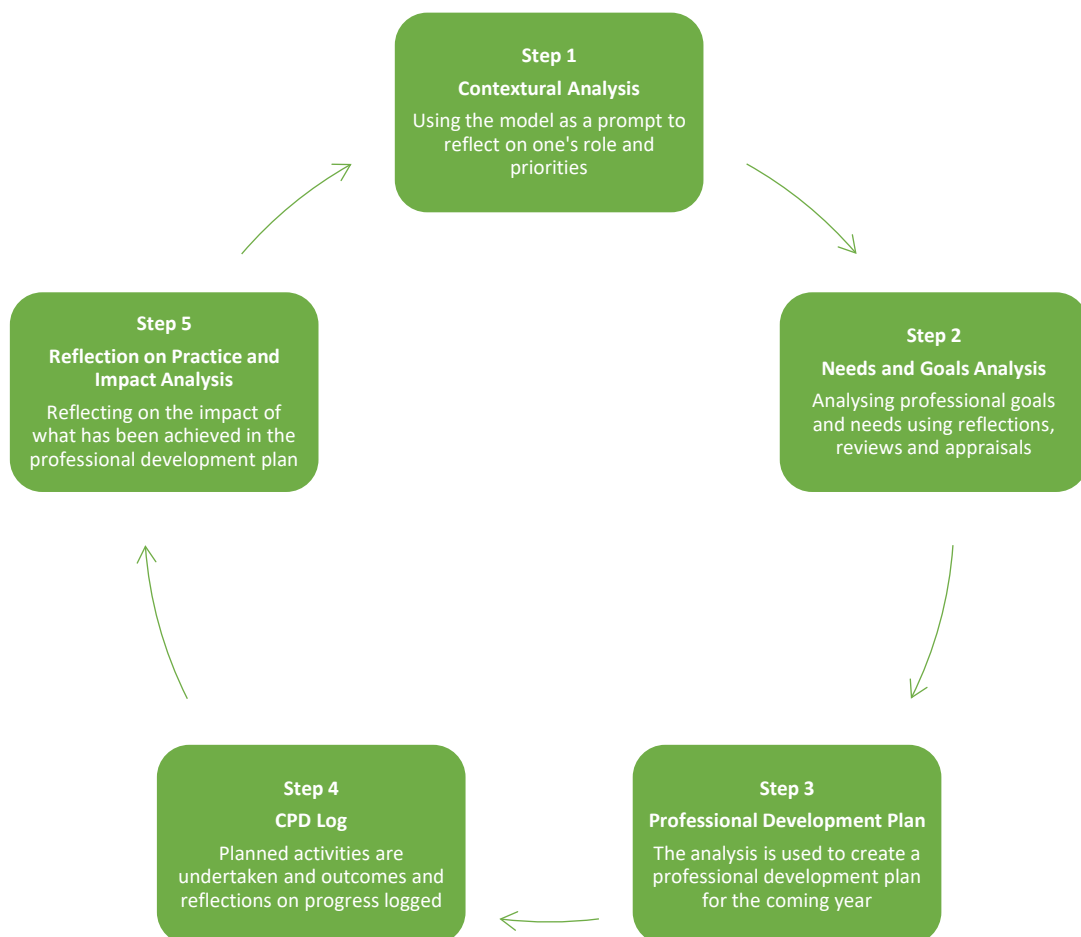 Step 1
Contextural Analysis
Using the model as a prompt to
reflect on one's role and
priorities
Step 2
Needs and Goals Analysis
Analysing professional goals
and needs using reflections,
reviews and appraisals
Step 3
Professional Development Plan
The analysis is used to create a
professional development plan
for the coming year
Step 4
CPD Log
Planned activities are
undertaken and outcomes and
reflections on progress logged
Step 5
Reflection on Practice and
Impact Analysis
Reflecting on the impact of
what has been achieved in the
professional development plan